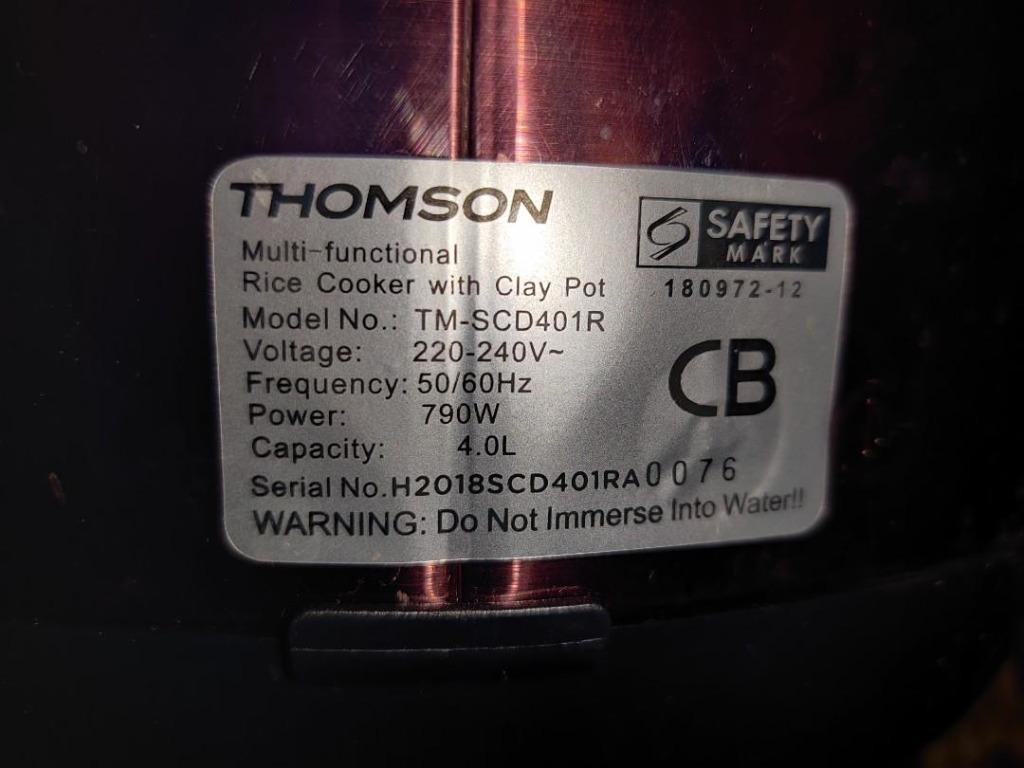 THOMSON
SAFETY
MARK
180972-12
Multi-functional
Rice Cooker with Clay Pot
Model No.: TM-SCD401R
Voltage: 220-240V~
Frequency: 50/60Hz
Power: 790W
Capacity: 4.0L
CB
Serial No.H2018SCD401RA0076
WARNING: Do Not Immerse Into Water!!